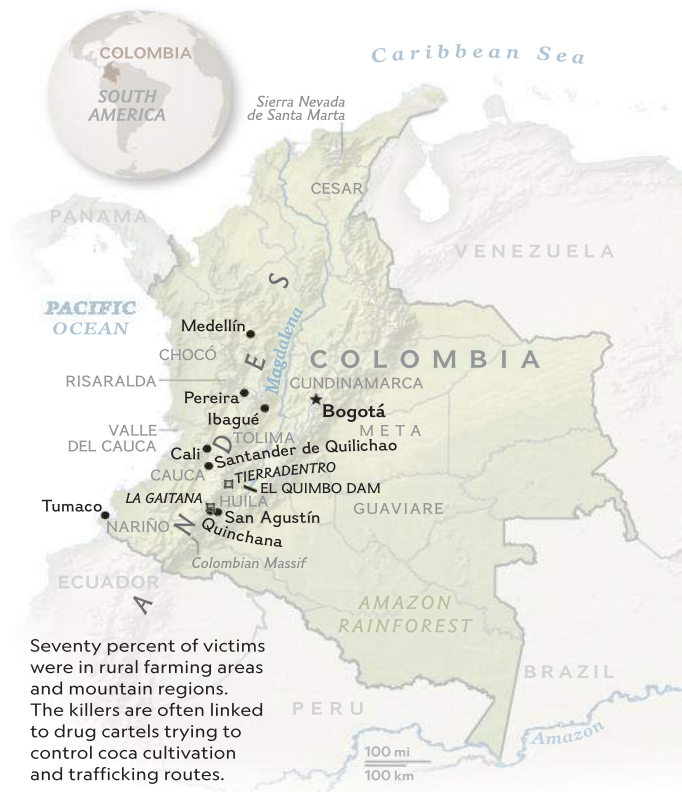 COLOMBIA
SOUTH
AMERICA
Caribbean Sea
Sierra Nevada
de Santa Marta
CESAR
PANAMA
VENEZUELA
PACIFIC
OCEAN
Medellín
CHOCÓ
Magdalena
COLOMBIA
RISARALDA
CUNDINAMARCA
Pereira
Bogotá
Ibagué
VALLE
DEL CAUCA
TOLIMA
META
Cali
Santander de Quilichao
CAUCA
TIERRADENTRO
EL QUIMBO DAM
LA GAITANA
HUILA
GUAVIARE
Tumaco
San Agustín
NARIÑO
Quinchana
Colombian Massif
ANDES
ECUADOR
AMAZON
RAINFOREST
Seventy percent of victims
were in rural farming areas
and mountain regions.
The killers are often linked
to drug cartels trying to
control coca cultivation
and trafficking routes.
BRAZIL
PERU
Amazon
100 mi
100 km